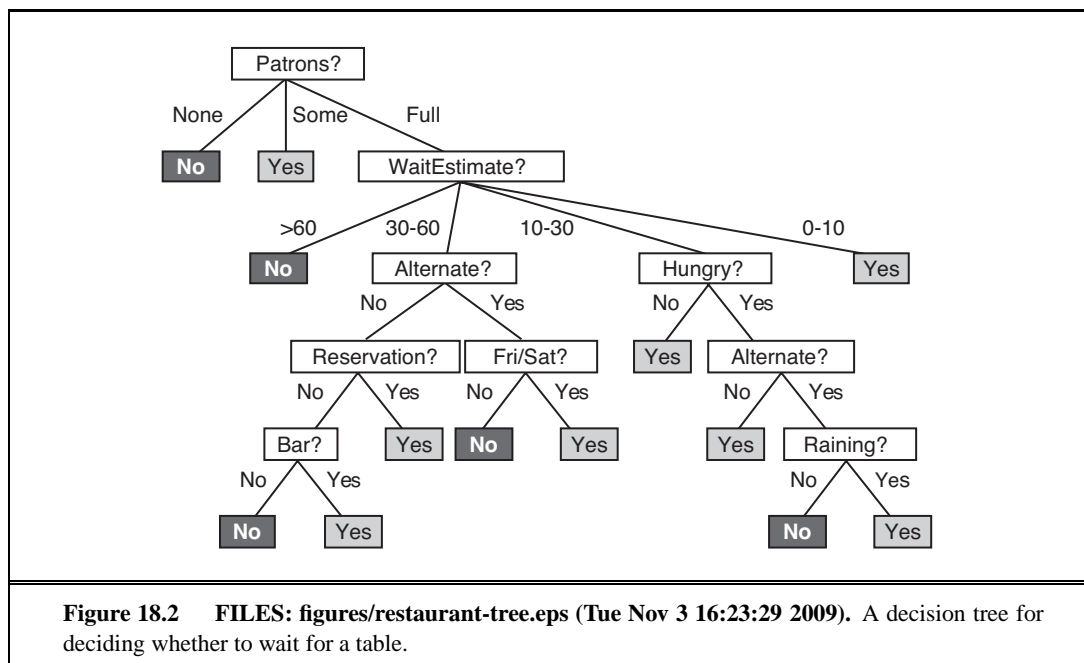 Patrons?
None Some Full
No Yes WaitEstimate?
>60 30-60 10-30 0-10
No Alternate? Hungry? Yes
No Yes No Yes
Reservation? Fri/Sat? Yes Alternate?
No Yes No Yes No Yes
Bar? Yes No Yes Yes Raining?
No Yes No Yes
No Yes No Yes
Figure 18.2 FILES: figures/restaurant-tree.eps (Tue Nov 3 16:23:29 2009). A decision tree for
deciding whether to wait for a table.